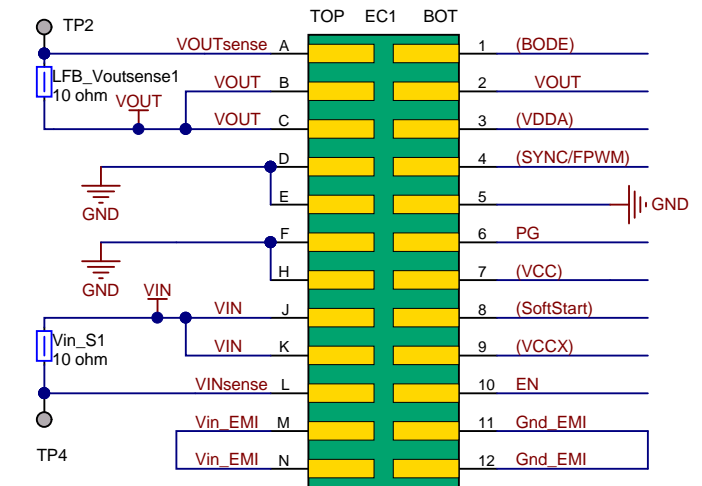 TOP EC1 BOT
TP2
VOUTsense A 1 (BODE)
LFB_Voutsense1
10 ohm
VOUT
VOUT B 2 VOUT
VOUT C 3 (VDDA)
D 4 (SYNC/FPWM)
GND
E 5 GND
F 6 PG
GND
H 7 (VCC)
VIN
VIN J 8 (SoftStart)
Vin_S1
10 ohm
VIN K 9 (VCCX)
VINsense L 10 EN
TP4
Vin_EMI M 11 Gnd_EMI
Vin_EMI N 12 Gnd_EMI